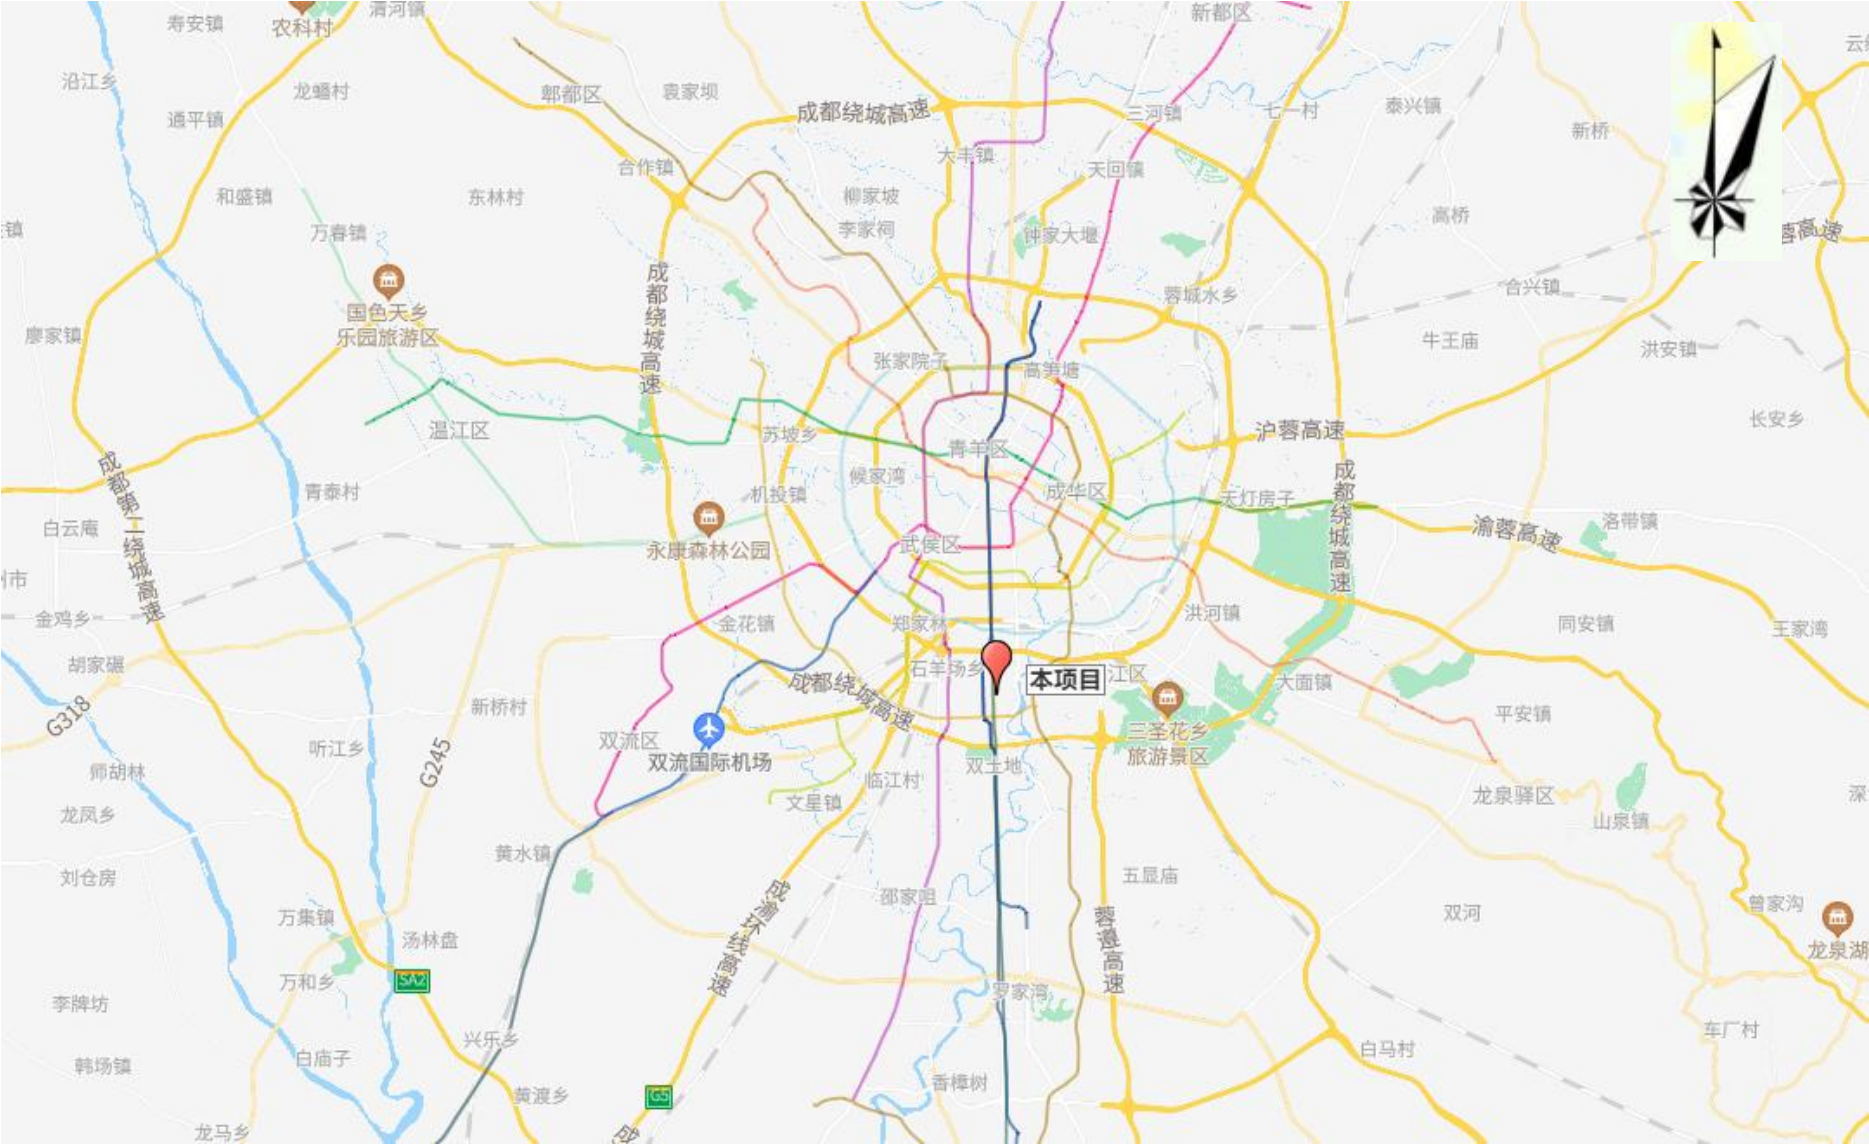 清河镇
新都区
寿安镇
农科村
云绣
沿江乡
龙蟠村
郫都区
袁家坝
成都绕城高速
三河镇
七一村
泰兴镇
通平镇
新桥
大丰镇
合作镇
天回镇
和盛镇
东林村
柳家坡
高桥
镇
万春镇
李家祠
钟家大堰
蓉高速
成都绕城高速
国色天乡
乐园旅游区
蓉城水乡
合兴镇
廖家镇
张家院子
高笋塘
牛王庙
洪安镇
温江区
苏坡乡
青羊区
沪蓉高速
长安乡
成都第二绕城高速
青泰村
机投镇
候家湾
成华区
天灯房子
成都绕城高速
白云庵
永康森林公园
武侯区
渝蓉高速
洛带镇
州市
金鸡乡
金花镇
郑家林
洪河镇
同安镇
王家湾
胡家碾
石羊场乡
本项目
江区
大面镇
成都绕城高速
G318
新桥村
平安镇
双流区
双流国际机场
三圣花乡
旅游景区
听江乡
G245
师胡林
双土地
临江村
文星镇
龙泉驿区
深
龙凤乡
山泉镇
黄水镇
刘仓房
五显庙
成渝环线高速
邵家咀
蓉遵高速
双河
曾家沟
万集镇
汤林盘
龙泉湖
万和乡
SA2
罗家湾
李牌坊
车厂村
兴乐乡
白庙子
白马村
韩场镇
香樟树
黄渡乡
G5
龙马乡
成